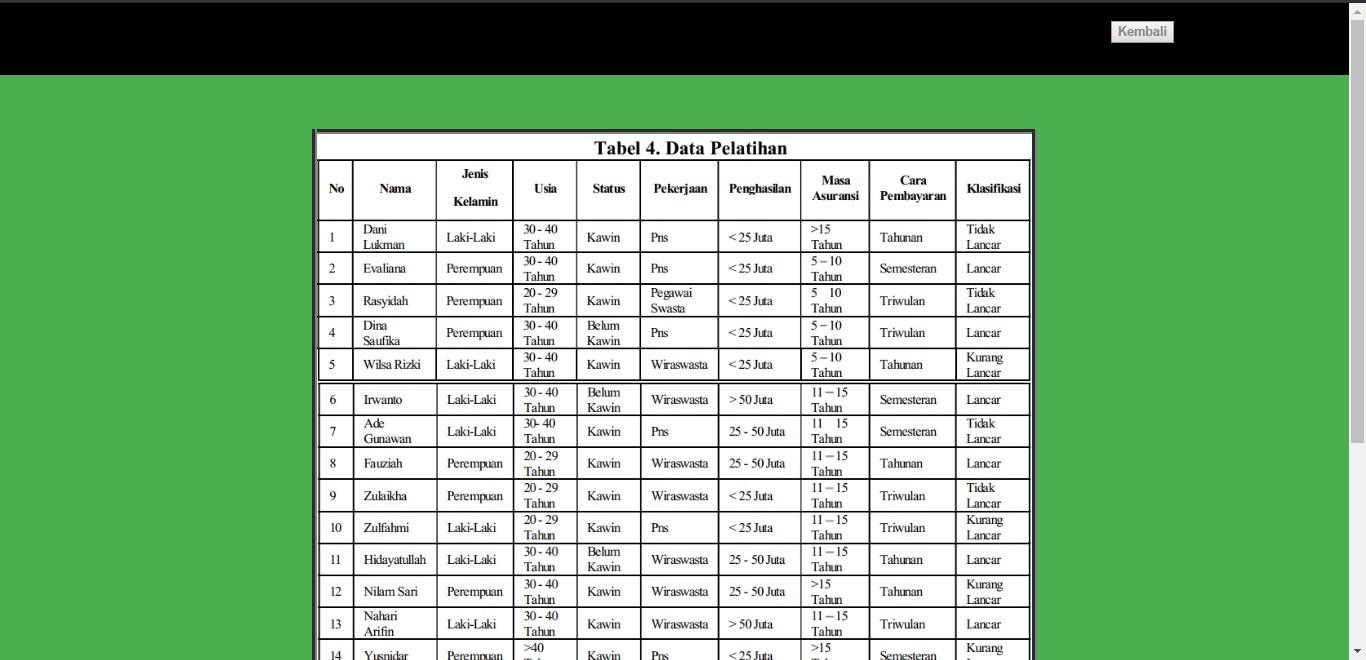 Kembali
Tabel 4. Data Pelatihan
No Nama Jenis Kelamin Usia Status Pekerjaan Penghasilan Masa Asuransi Cara Pembayaran Klasifikasi
1 Dani Lukman Laki-Laki 30 - 40 Tahun Kawin Pns < 25 Juta >15 Tahun Tahunan Tidak Lancar
2 Evaliana Perempuan 30 - 40 Tahun Kawin Pns < 25 Juta 5 – 10 Tahun Semesteran Lancar
3 Rasyidah Perempuan 20 - 29 Tahun Kawin Pegawai Swasta < 25 Juta 5 10 Tahun Triwulan Tidak Lancar
4 Dina Saufika Perempuan 30 - 40 Tahun Belum Kawin Pns < 25 Juta 5 – 10 Tahun Triwulan Lancar
5 Wilsa Rizki Laki-Laki 30 - 40 Tahun Kawin Wiraswasta < 25 Juta 5 – 10 Tahun Tahunan Kurang Lancar
6 Irwanto Laki-Laki 30 - 40 Tahun Belum Kawin Wiraswasta > 50 Juta 11 – 15 Tahun Semesteran Lancar
7 Ade Gunawan Laki-Laki 30- 40 Tahun Kawin Pns 25 - 50 Juta 11 15 Tahun Semesteran Tidak Lancar
8 Fauziah Perempuan 20 - 29 Tahun Kawin Wiraswasta 25 - 50 Juta 11 – 15 Tahun Tahunan Lancar
9 Zulaikha Perempuan 20 - 29 Tahun Kawin Wiraswasta < 25 Juta 11 – 15 Tahun Triwulan Tidak Lancar
10 Zulfahmi Laki-Laki 20 - 29 Tahun Kawin Pns < 25 Juta 11 – 15 Tahun Triwulan Kurang Lancar
11 Hidayatullah Laki-Laki 30 - 40 Tahun Belum Kawin Wiraswasta 25 - 50 Juta 11 – 15 Tahun Tahunan Lancar
12 Nilam Sari Perempuan 30 - 40 Tahun Kawin Wiraswasta 25 - 50 Juta >15 Tahun Tahunan Kurang Lancar
13 Nahari Arifin Laki-Laki 30 - 40 Tahun Kawin Wiraswasta > 50 Juta 11 – 15 Tahun Triwulan Lancar
14 Yusnidar Perempuan >40 Kawin Pns < 25 Juta >15 Semesteran Kurang